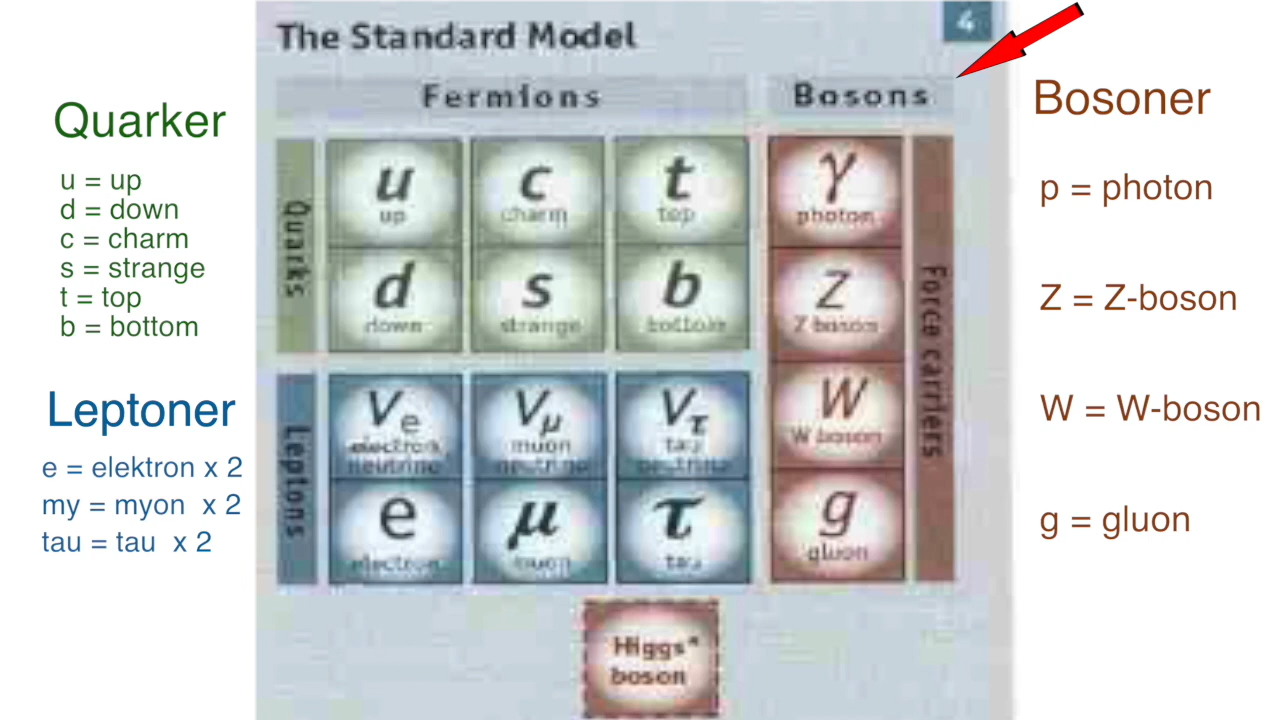 The Standard Model
4
Fermions
Bosons
Quarker
u = up
d = down
c = charm
s = strange
t = top
b = bottom
Leptoner
e = elektron x 2
my = myon x 2
tau = tau x 2
Quarks
u
up
c
charm
t
top
d
down
s
strange
b
bottom
Leptons
Ve
electron
neutrino
Vμ
muon
neutrino
Vτ
tau
neutrino
e
electron
μ
muon
τ
tau
γ
photon
Z
Z boson
W
W boson
g
gluon
Force carriers
Higgs*
boson
Bosoner
p = photon
Z = Z-boson
W = W-boson
g = gluon